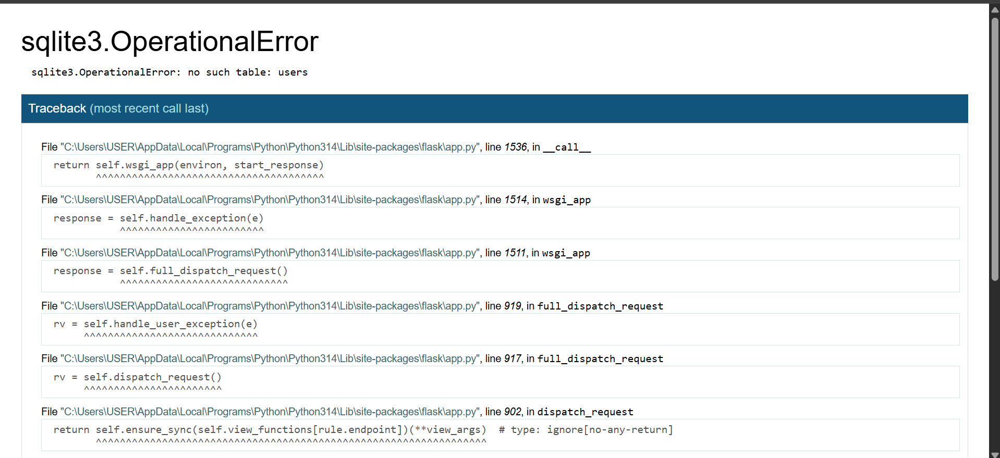 sqlite3.OperationalError
sqlite3.OperationalError: no such table: users
Traceback (most recent call last)
File "C:\Users\USER\AppData\Local\Programs\Python\Python314\Lib\site-packages\flask\app.py", line 1536, in __call__
return self.wsgi_app(environ, start_response)
^^^^^^^^^^^^^^^^^^^^^^^^^^^^^^^^^^^^^^
File "C:\Users\USER\AppData\Local\Programs\Python\Python314\Lib\site-packages\flask\app.py", line 1514, in wsgi_app
response = self.handle_exception(e)
^^^^^^^^^^^^^^^^^^^^^^^^
File "C:\Users\USER\AppData\Local\Programs\Python\Python314\Lib\site-packages\flask\app.py", line 1511, in wsgi_app
response = self.full_dispatch_request()
^^^^^^^^^^^^^^^^^^^^^^^^^^^^
File "C:\Users\USER\AppData\Local\Programs\Python\Python314\Lib\site-packages\flask\app.py", line 919, in full_dispatch_request
rv = self.handle_user_exception(e)
^^^^^^^^^^^^^^^^^^^^^^^^^^^^^
File "C:\Users\USER\AppData\Local\Programs\Python\Python314\Lib\site-packages\flask\app.py", line 917, in full_dispatch_request
rv = self.dispatch_request()
^^^^^^^^^^^^^^^^^^^^^^^
File "C:\Users\USER\AppData\Local\Programs\Python\Python314\Lib\site-packages\flask\app.py", line 902, in dispatch_request
return self.ensure_sync(self.view_functions[rule.endpoint])(**view_args)  # type: ignore[no-any-return]
^^^^^^^^^^^^^^^^^^^^^^^^^^^^^^^^^^^^^^^^^^^^^^^^^^^^^^^^^^^^^^^^^